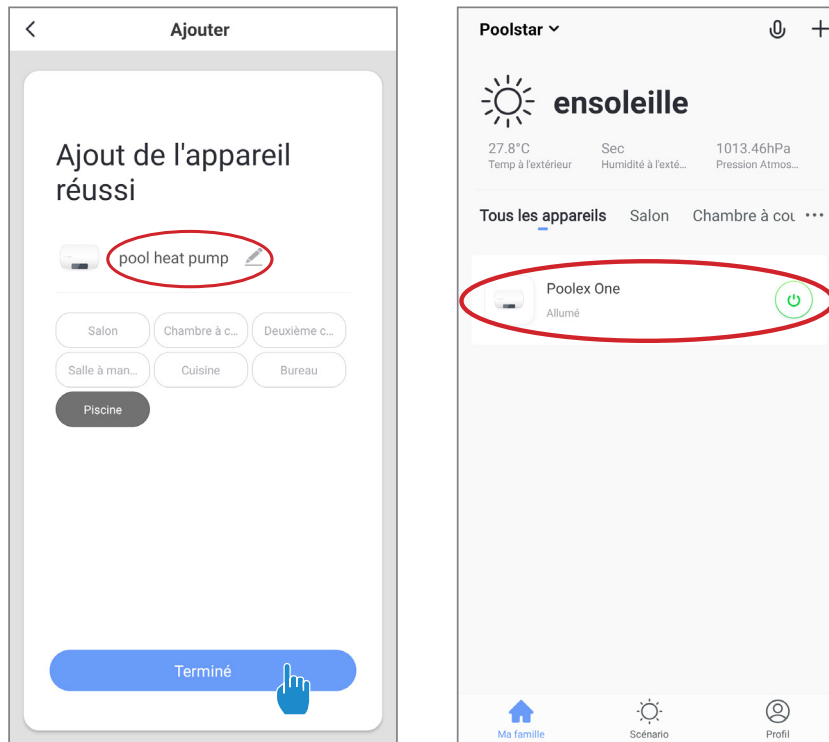 Ajouter
Ajout de l'appareil
réussi
pool heat pump
Salon
Chambre à c...
Deuxième c...
Salle à man...
Cuisine
Bureau
Piscine
Terminé
Poolstar
ensoleille
27.8°C
Sec
1013.46hPa
Temp à l'extérieur
Humidité à l'exté...
Pression Atmos...
Tous les appareils
Salon
Chambre à cou
Poolex One
Allumé
Ma famille
Scénario
Profil